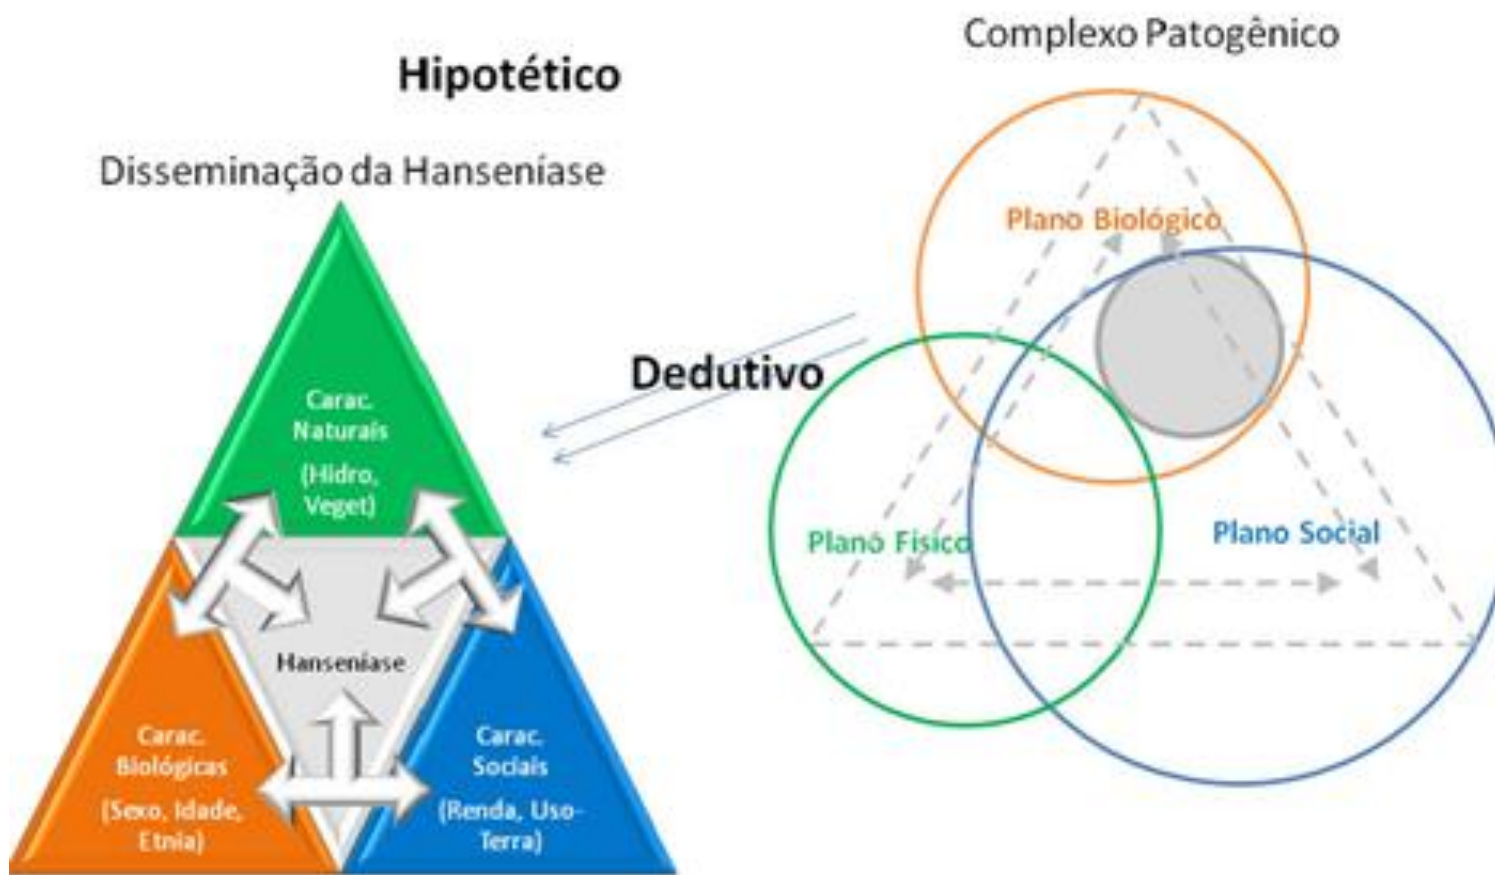 Complexo Patogênico
Hipotético
Disseminação da Hanseníase
Plano Biológico
Dedutivo
Carac.
Naturais
(Hidro,
Veget)
Plano Físico
Plano Social
Hanseníase
Carac.
Biológicas
(Sexo, Idade,
Etnia)
Carac.
Sociais
(Renda, Uso-
Terra)